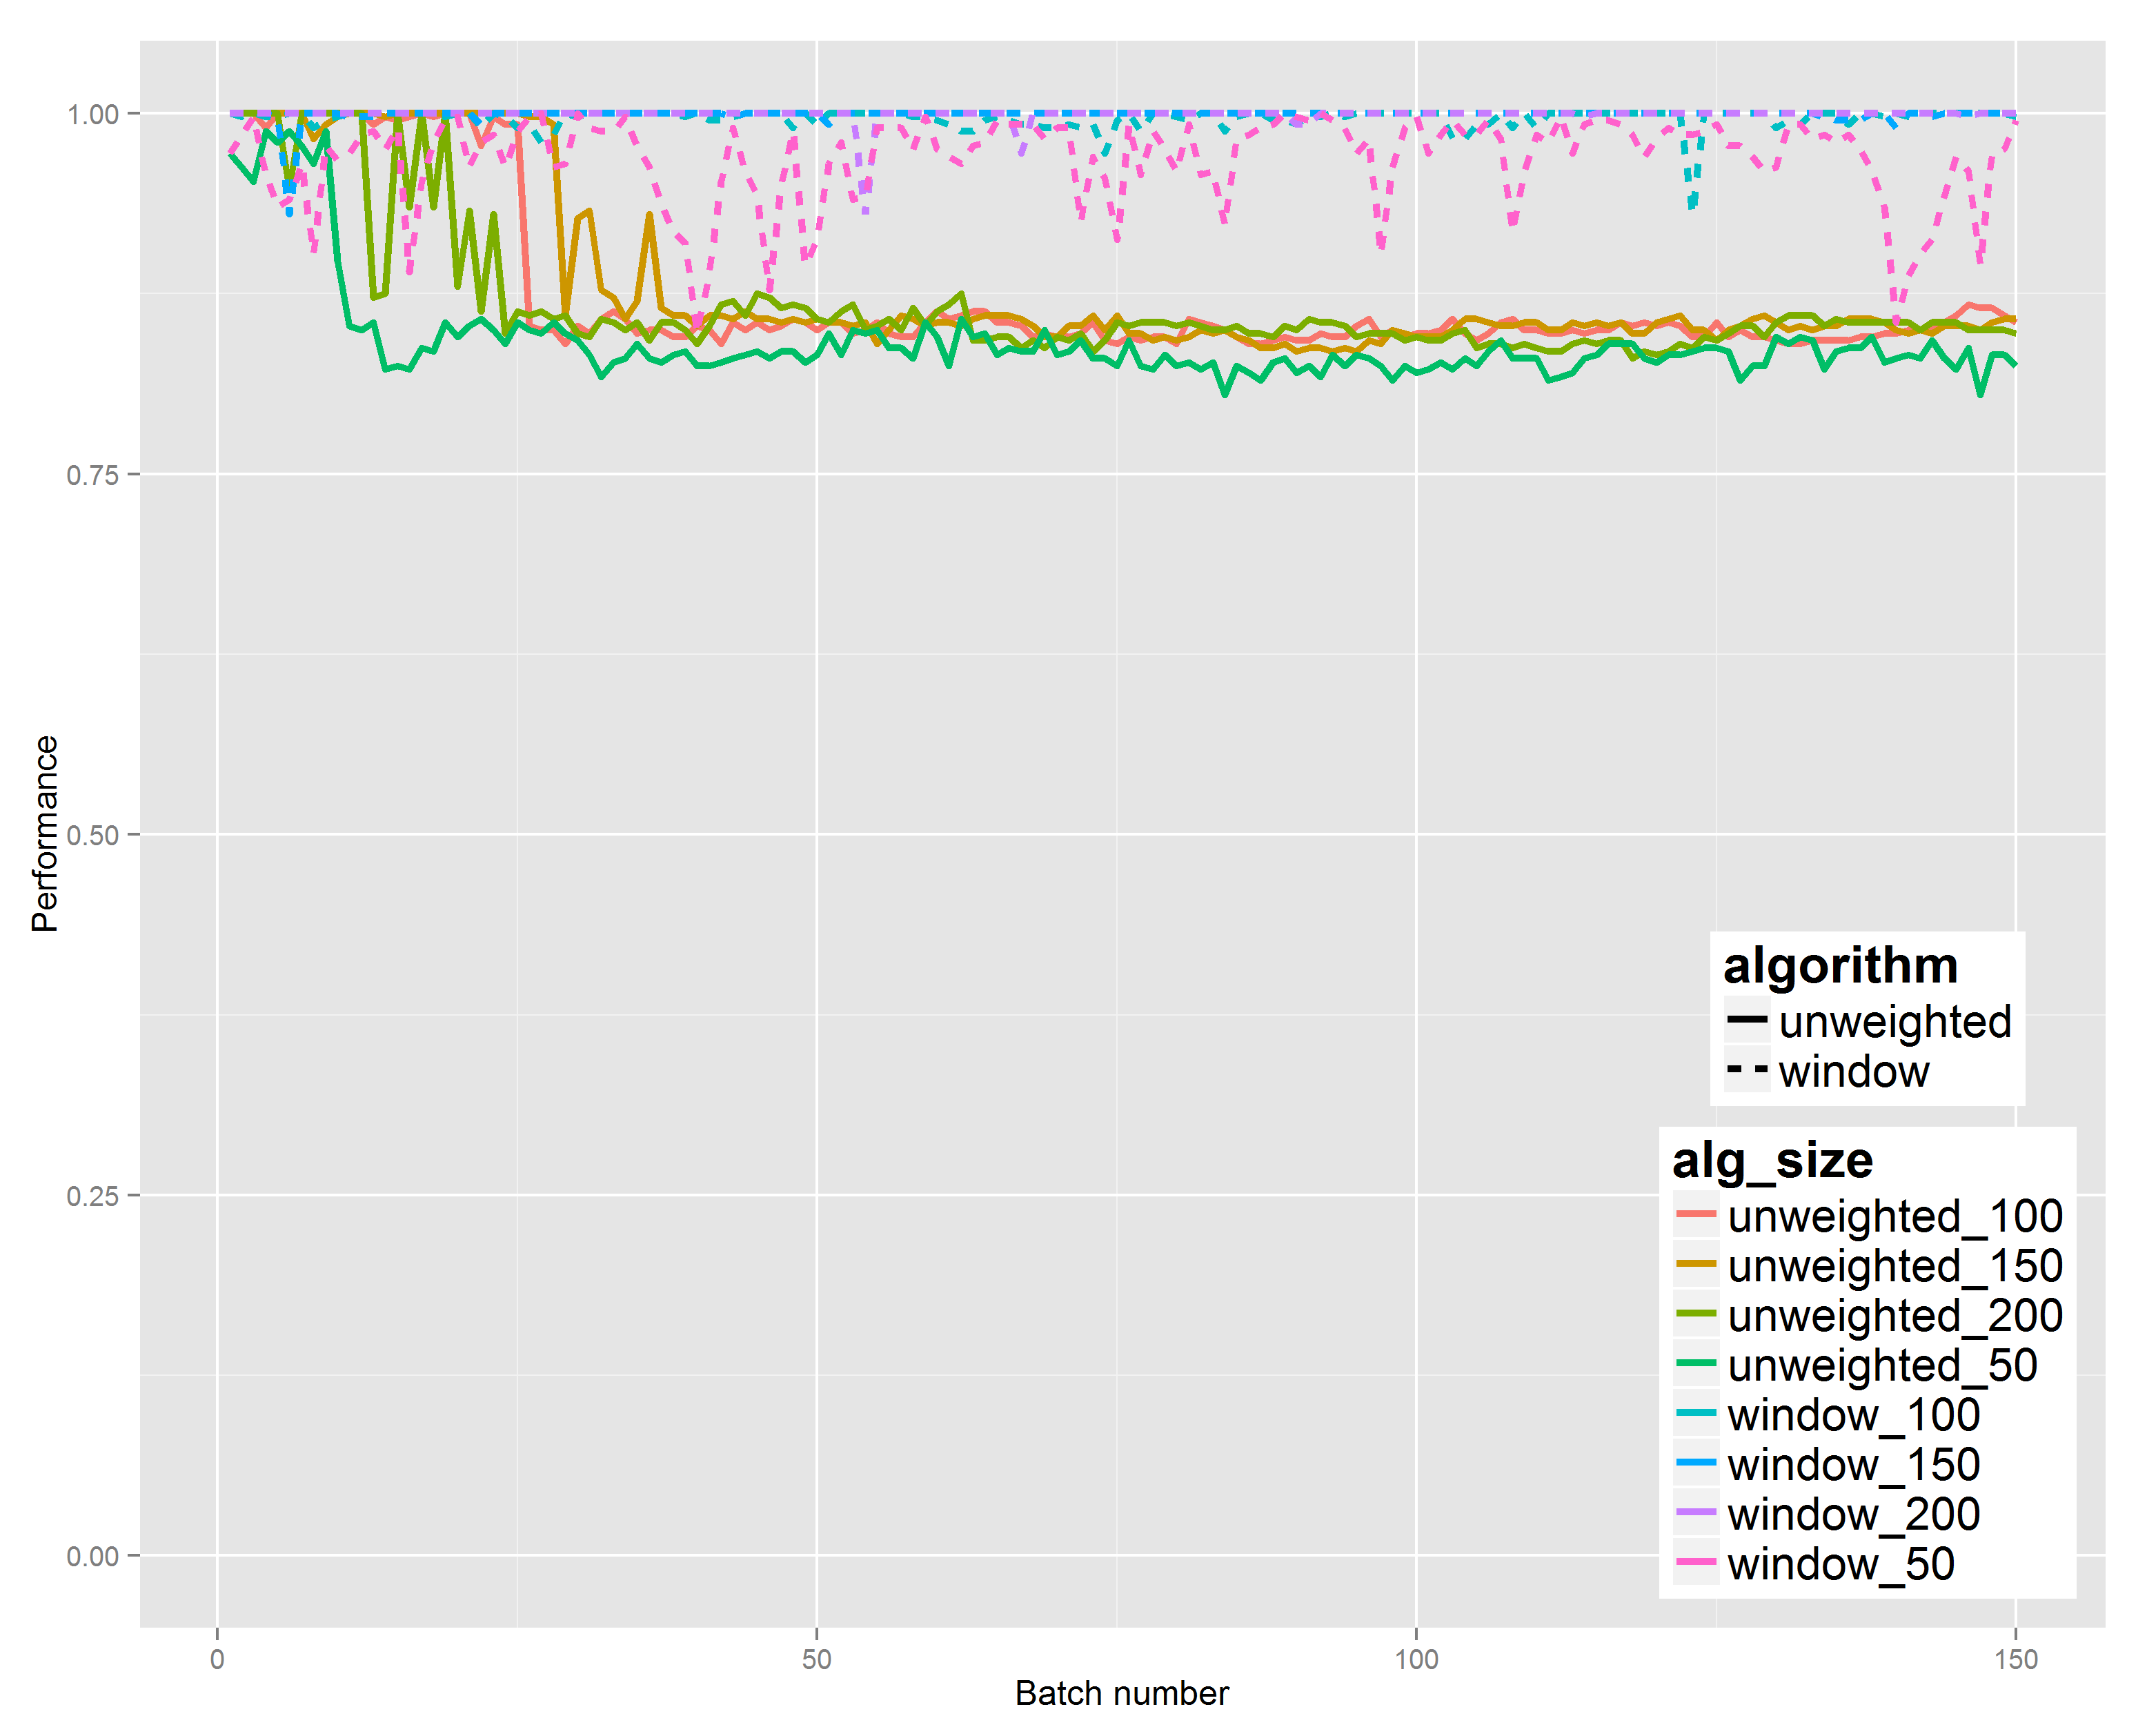 1.00
0.75
0.50
0.25
0.00
Performance
0
50
100
150
Batch number
algorithm
unweighted
window
alg_size
unweighted_100
unweighted_150
unweighted_200
unweighted_50
window_100
window_150
window_200
window_50